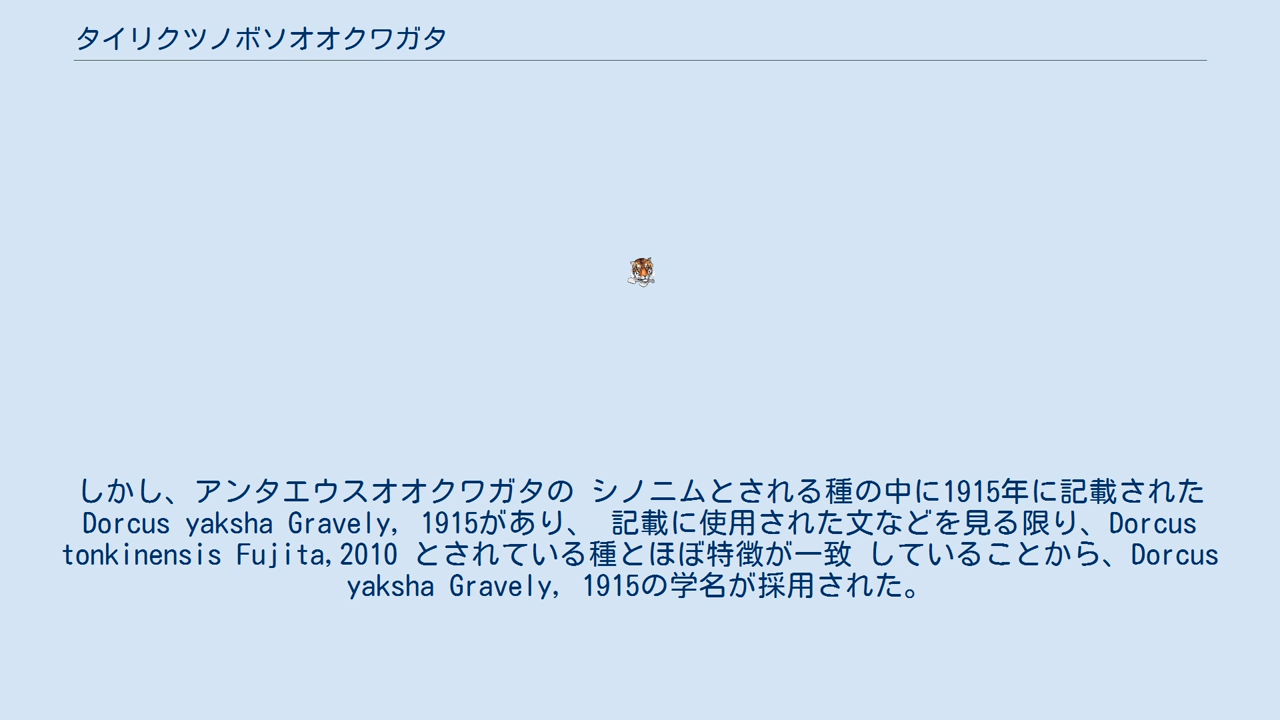 タイリクツノボソオオクワガタ
しかし、アンタエウスオオクワガタの シノニムとされる種の中に1915年に記載された
Dorcus yaksha Gravely, 1915があり、 記載に使用された文などを見る限り、Dorcus
tonkinensis Fujita,2010 とされている種とほぼ特徴が一致 していることから、Dorcus
yaksha Gravely, 1915の学名が採用された。